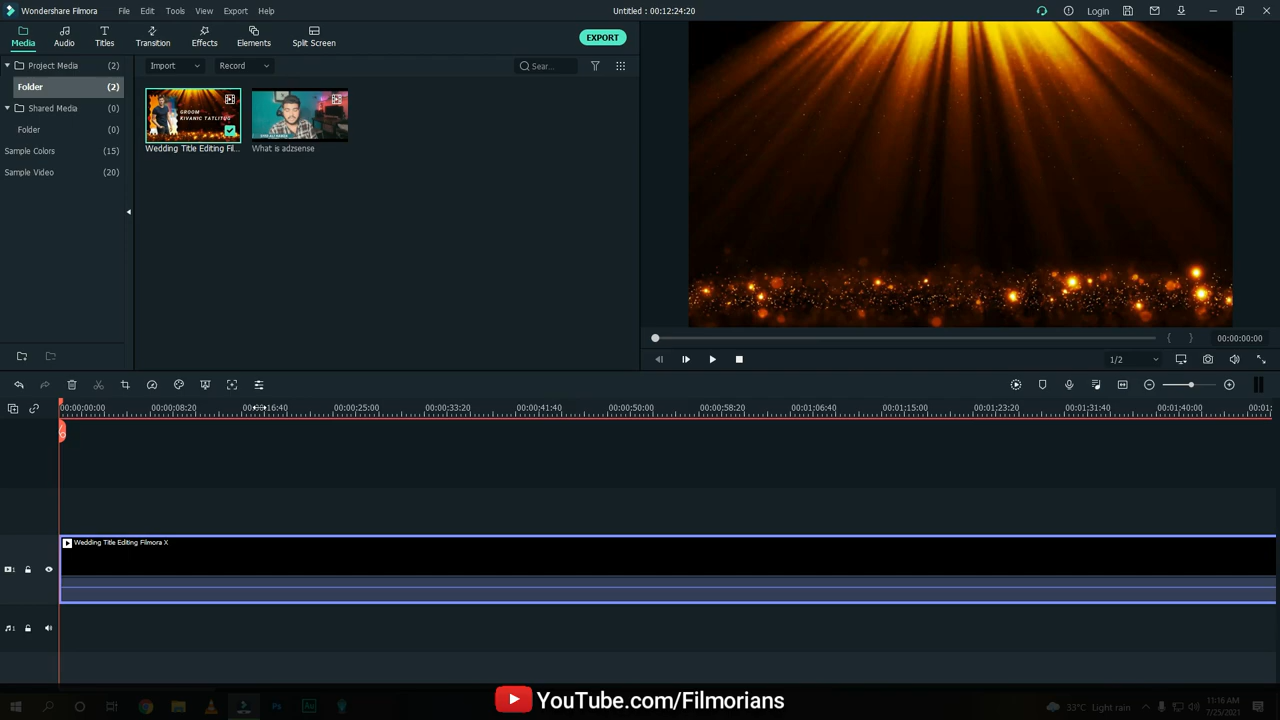 Wondershare Filmora File Edit Tools View Export Help Untitled : 00:12:24:20 Login
Media Audio Titles Transition Effects Elements Split Screen EXPORT
Project Media (2) Import Record Sear...
Folder (2)
Shared Media (0)
Folder (0)
Sample Colors (15)
Sample Video (20)
GROOM
KIVANIC TATLITUG
Wedding Title Editing Fil... What is adzsense
00:00:00:00
1/2
00:00:00:00 00:00:08:20 00:00:16:40 00:00:25:00 00:00:33:20 00:00:41:40 00:00:50:00 00:00:58:20 00:01:06:40 00:01:15:00 00:01:23:20 00:01:31:40 00:01:40:00 00:01:
Wedding Title Editing Filmora X
1
1
YouTube.com/Filmorians
33°C Light rain 11:16 AM
7/25/2021